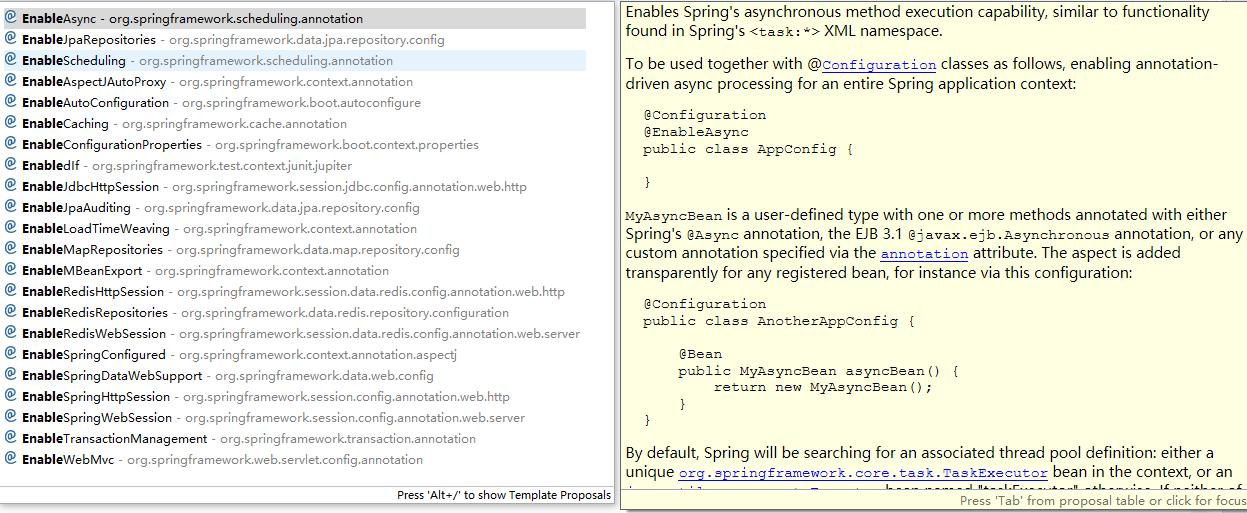 EnableAsync - org.springframework.scheduling.annotation
EnableJpaRepositories - org.springframework.data.jpa.repository.config
EnableScheduling - org.springframework.scheduling.annotation
EnableAspectJAutoProxy - org.springframework.context.annotation
EnableAutoConfiguration - org.springframework.boot.autoconfigure
EnableCaching - org.springframework.cache.annotation
EnableConfigurationProperties - org.springframework.boot.context.properties
EnabledIf - org.springframework.test.context.junit.jupiter
EnableJdbcHttpSession - org.springframework.session.jdbc.config.annotation.web.http
EnableJpaAuditing - org.springframework.data.jpa.repository.config
EnableLoadTimeWeaving - org.springframework.context.annotation
EnableMapRepositories - org.springframework.data.map.repository.config
EnableMBeanExport - org.springframework.context.annotation
EnableRedisHttpSession - org.springframework.session.data.redis.config.annotation.web.http
EnableRedisRepositories - org.springframework.data.redis.repository.configuration
EnableRedisWebSession - org.springframework.session.data.redis.config.annotation.web.server
EnableSpringConfigured - org.springframework.context.annotation.aspectj
EnableSpringDataWebSupport - org.springframework.data.web.config
EnableSpringHttpSession - org.springframework.session.config.annotation.web.http
EnableSpringWebSession - org.springframework.session.config.annotation.web.server
EnableTransactionManagement - org.springframework.transaction.annotation
EnableWebMvc - org.springframework.web.servlet.config.annotation
Press 'Alt+/' to show Template Proposals
Enables Spring's asynchronous method execution capability, similar to functionality
found in Spring's <task:*> XML namespace.
To be used together with @Configuration classes as follows, enabling annotation-
driven async processing for an entire Spring application context:
@Configuration
@EnableAsync
public class AppConfig {
}
MyAsyncBean is a user-defined type with one or more methods annotated with either
Spring's @Async annotation, the EJB 3.1 @javax.ejb.Asynchronous annotation, or any
custom annotation specified via the annotation attribute. The aspect is added
transparently for any registered bean, for instance via this configuration:
@Configuration
public class AnotherAppConfig {
@Bean
public MyAsyncBean asyncBean() {
return new MyAsyncBean();
}
}
By default, Spring will be searching for an associated thread pool definition: either a
unique org.springframework.core.task.TaskExecutor bean in the context, or an
Press 'Tab' from proposal table or click for focus